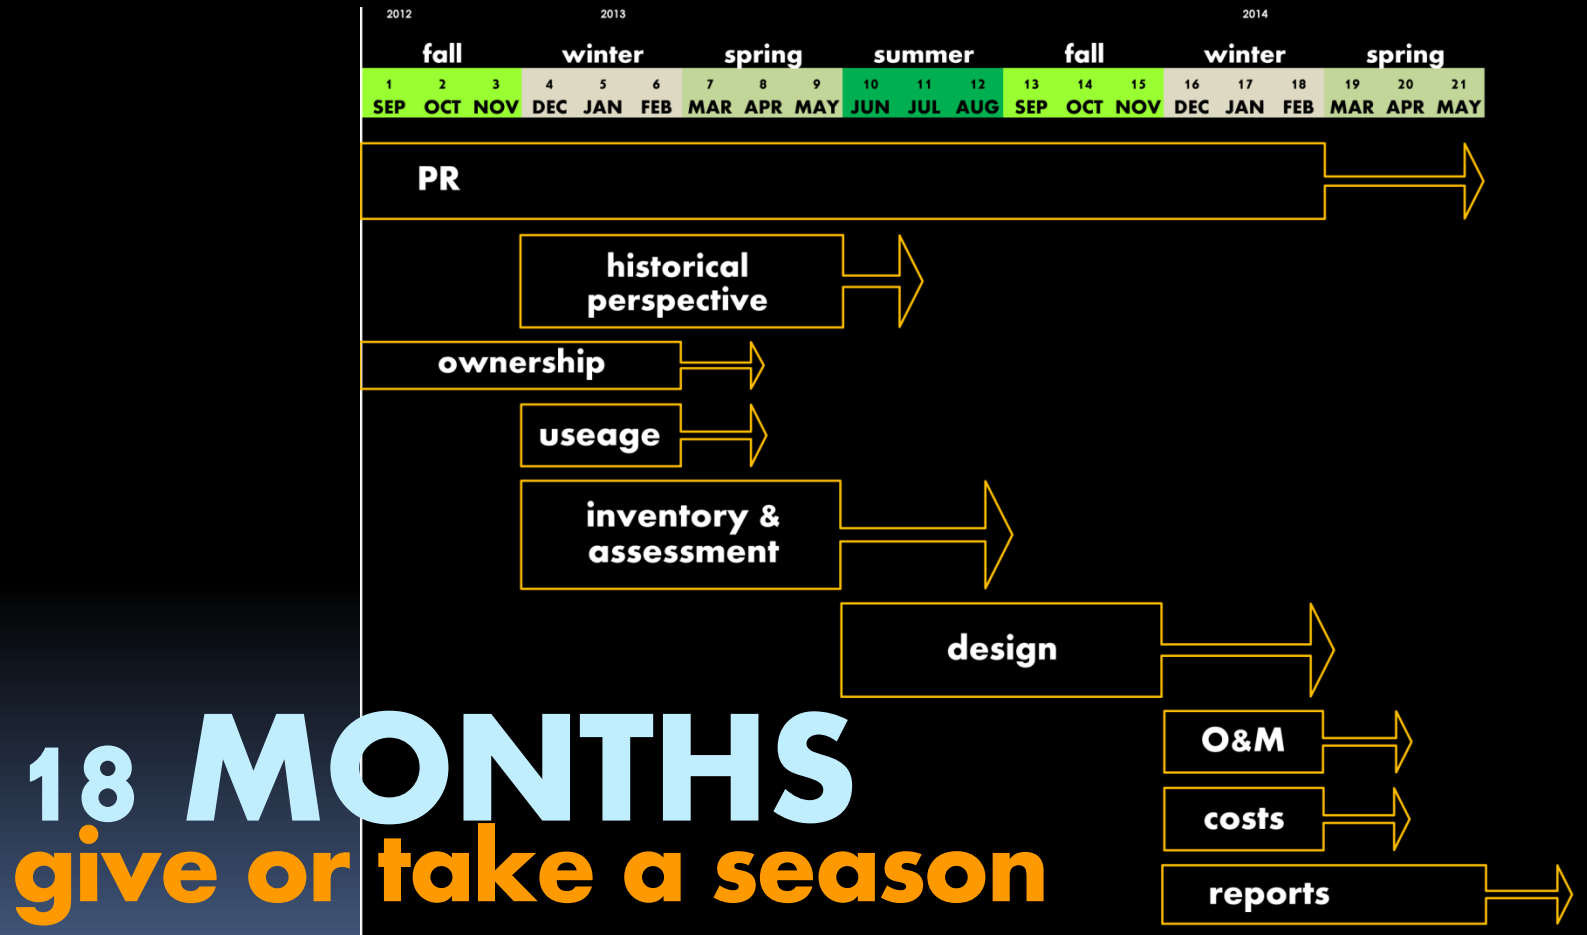 2012 2013 2014
fall winter spring summer fall winter spring
1 2 3 4 5 6 7 8 9 10 11 12 13 14 15 16 17 18 19 20 21
SEP OCT NOV DEC JAN FEB MAR APR MAY JUN JUL AUG SEP OCT NOV DEC JAN FEB MAR APR MAY
PR
historical
perspective
ownership
useage
inventory &
assessment
design
O&M
costs
reports
18 MONTHS
give or take a season